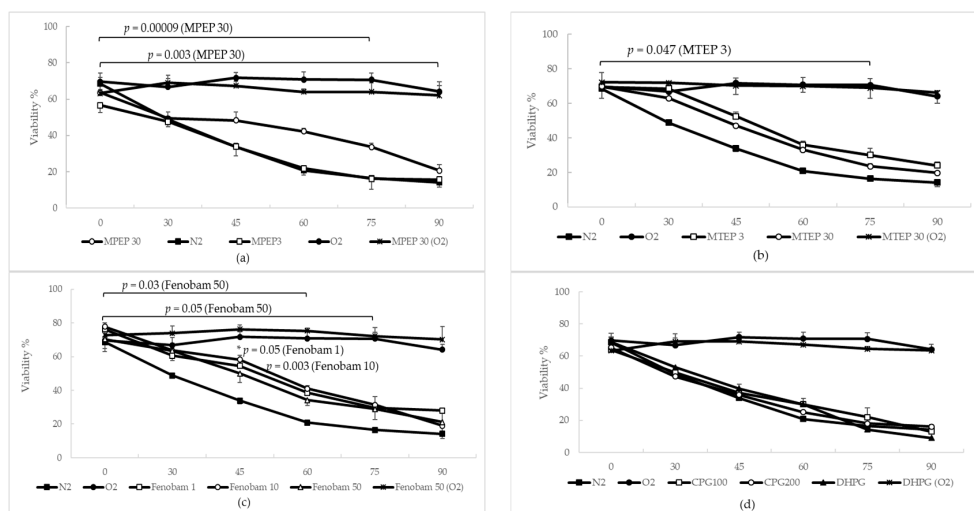 p = 0.00009 (MPEP 30)
p = 0.003 (MPEP 30)
Viability %
100
80
60
40
20
0
0 30 45 60 75 90
MPEP 30 N2 MPEP3 O2 MPEP 30 (O2)
(a)
p = 0.047 (MTEP 3)
Viability %
100
80
60
40
20
0
0 30 45 60 75 90
N2 O2 MTEP 3 MTEP 30 MTEP 30 (O2)
(b)
p = 0.03 (Fenobam 50)
p = 0.05 (Fenobam 50)
* p = 0.05 (Fenobam 1)
p = 0.003 (Fenobam 10)
Viability %
100
80
60
40
20
0
0 30 45 60 75 90
N2 O2 Fenobam 1 Fenobam 10 Fenobam 50 Fenobam 50 (O2)
(c)
Viability %
100
80
60
40
20
0
0 30 45 60 75 90
N2 O2 CPG100 CPG200 DHPG DHPG (O2)
(d)